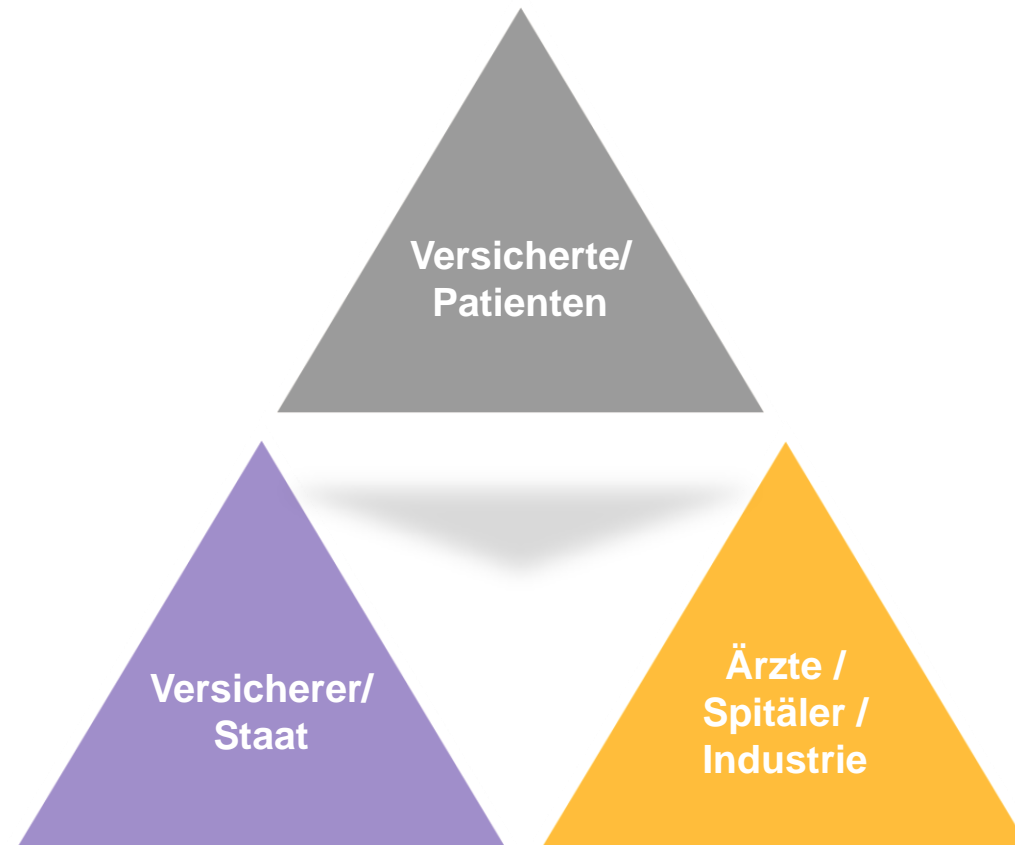 Versicherte/
Patienten
Versicherer/
Staat
Ärzte /
Spitäler /
Industrie